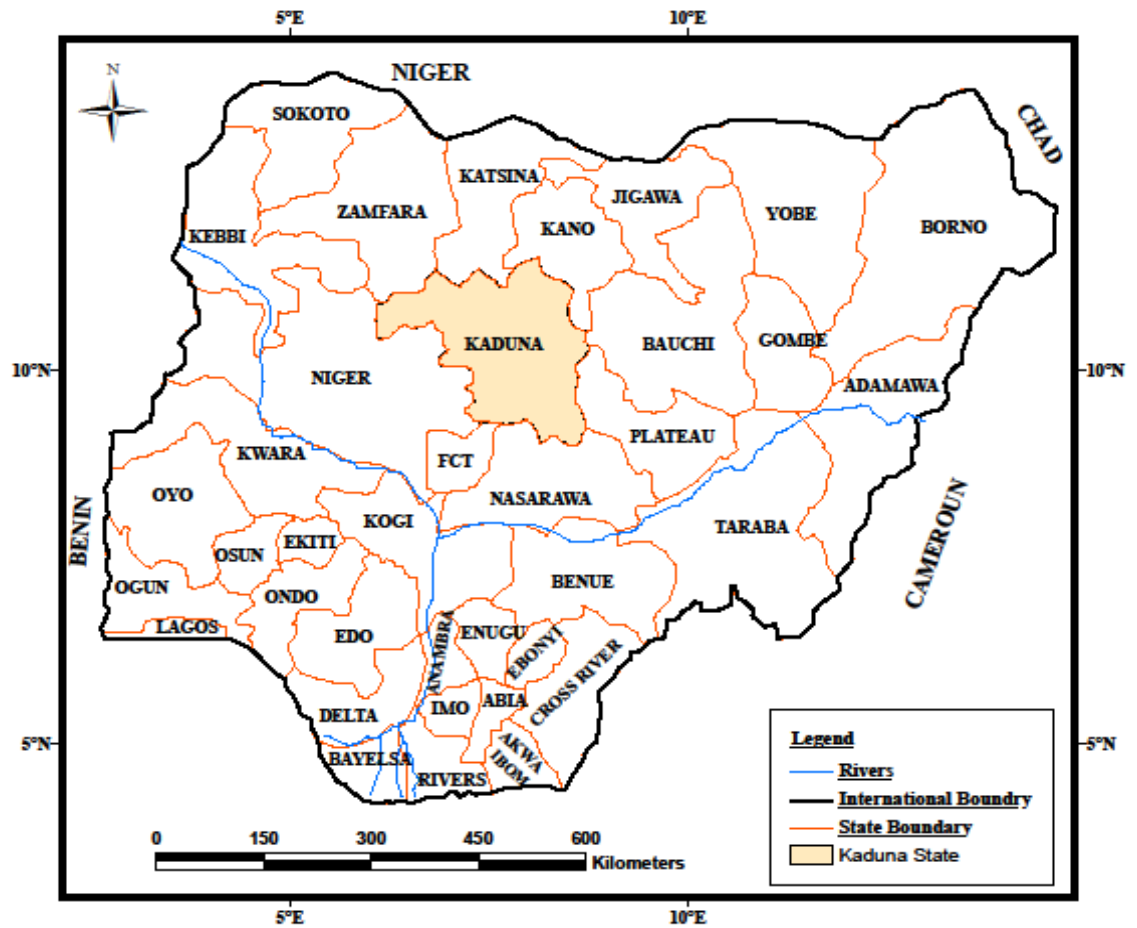 5°E
10°E
N
NIGER
CHAD
SOKOTO
KATSINA
JIGAWA
ZAMFARA
YOBE
KANO
BORNO
KEBBI
KADUNA
BAUCHI
GOMBE
10°N
10°N
NIGER
ADAMAWA
PLATEAU
KWARA
FCT
OYO
NASARAWA
KOGI
TARABA
BENIN
CAMEROUN
OSUN
EKITI
OGUN
ONDO
BENUE
LAGOS
EDO
ANAMBRA
ENUGU
EBONYI
CROSS RIVER
DELTA
IMO
ABIA
5°N
5°N
BAYELSA
RIVERS
AKWA
IBOM
Legend
Rivers
International Boundry
State Boundary
Kaduna State
0 150 300 450 600
Kilometers
5°E
10°E